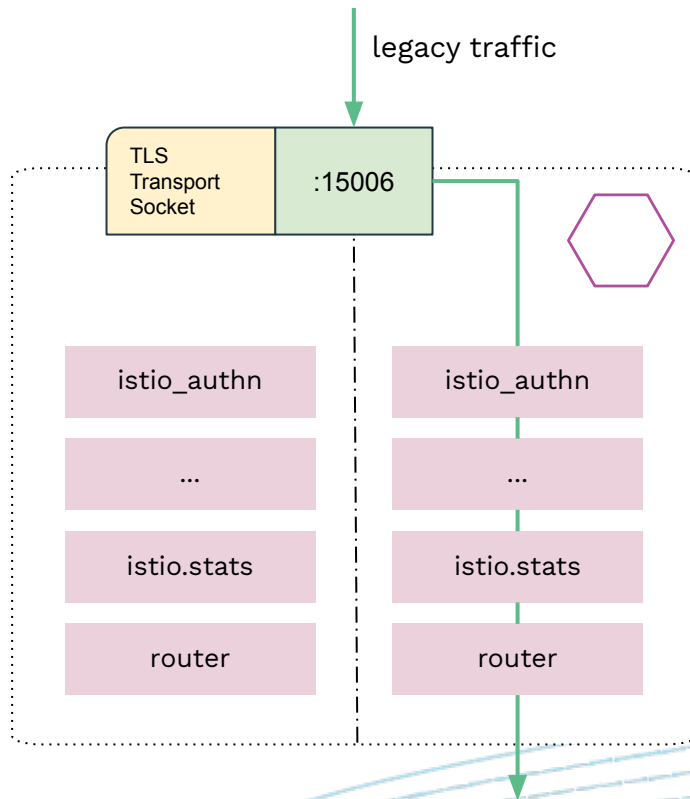 legacy traffic
TLS
Transport
Socket
:15006
istio_authn
...
istio.stats
router
istio_authn
...
istio.stats
router